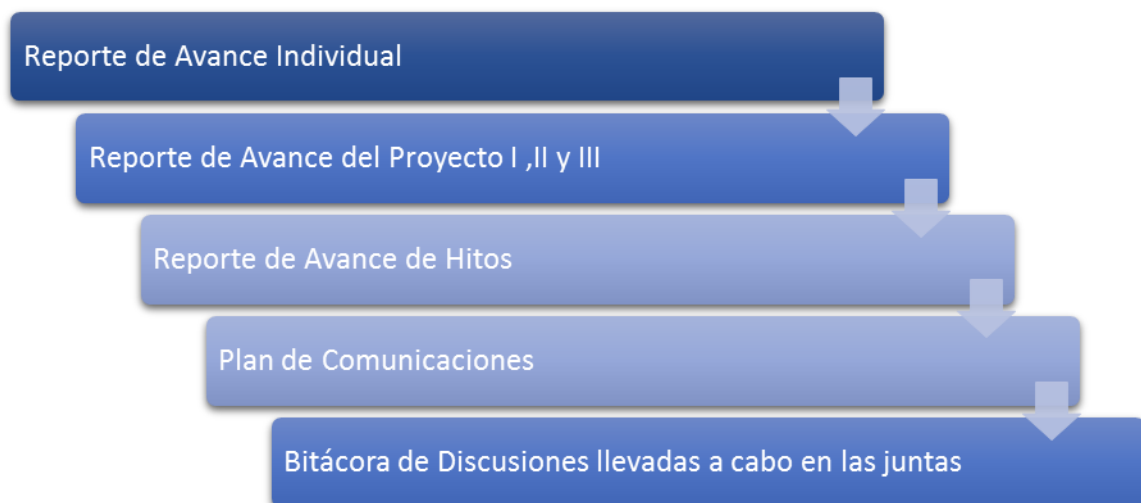 Reporte de Avance Individual
Reporte de Avance del Proyecto I ,II y III
Reporte de Avance de Hitos
Plan de Comunicaciones
Bitácora de Discusiones llevadas a cabo en las juntas